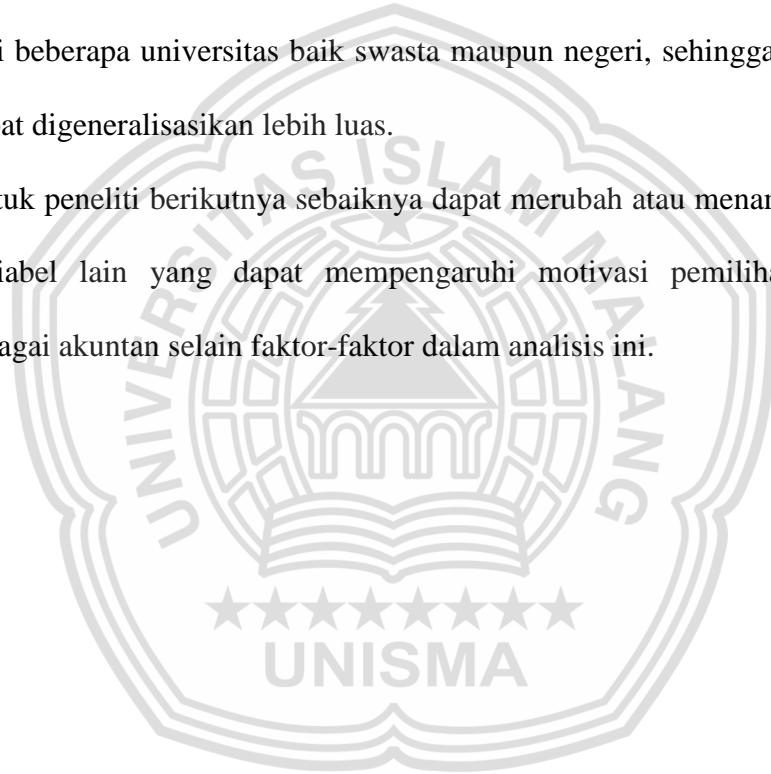 i beberapa universitas baik swasta maupun negeri, sehingga
at digeneralisasikan lebih luas.
tuk peneliti berikutnya sebaiknya dapat merubah atau menam
iabel lain yang dapat mempengaruhi motivasi pemiliha
agai akuntan selain faktor-faktor dalam analisis ini.
UNIVERSITAS ISLAM MALANG
UNISMA